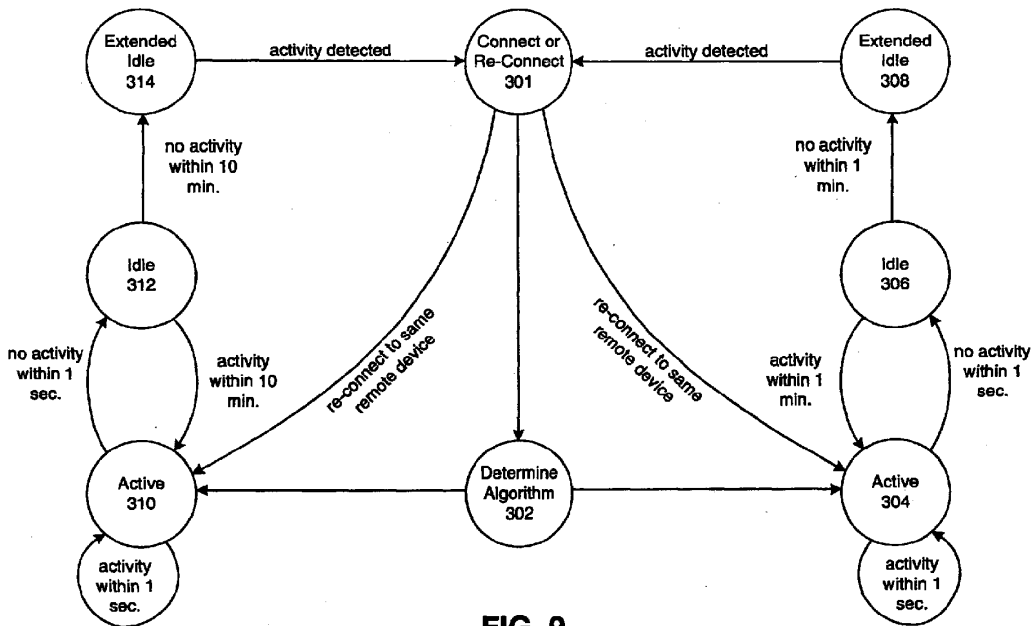 Extended
Idle
314
activity detected
Connect or
Re-Connect
301
activity detected
Extended
Idle
308
no activity
within 10
min.
no activity
within 1
min.
Idle
312
Idle
306
no activity
within 1
sec.
activity
within 10
min.
re-connect to same
remote device
re-connect to same
remote device
activity
within 1
min.
no activity
within 1
sec.
Active
310
Determine
Algorithm
302
Active
304
activity
within 1
sec.
activity
within 1
sec.
FIG. 9